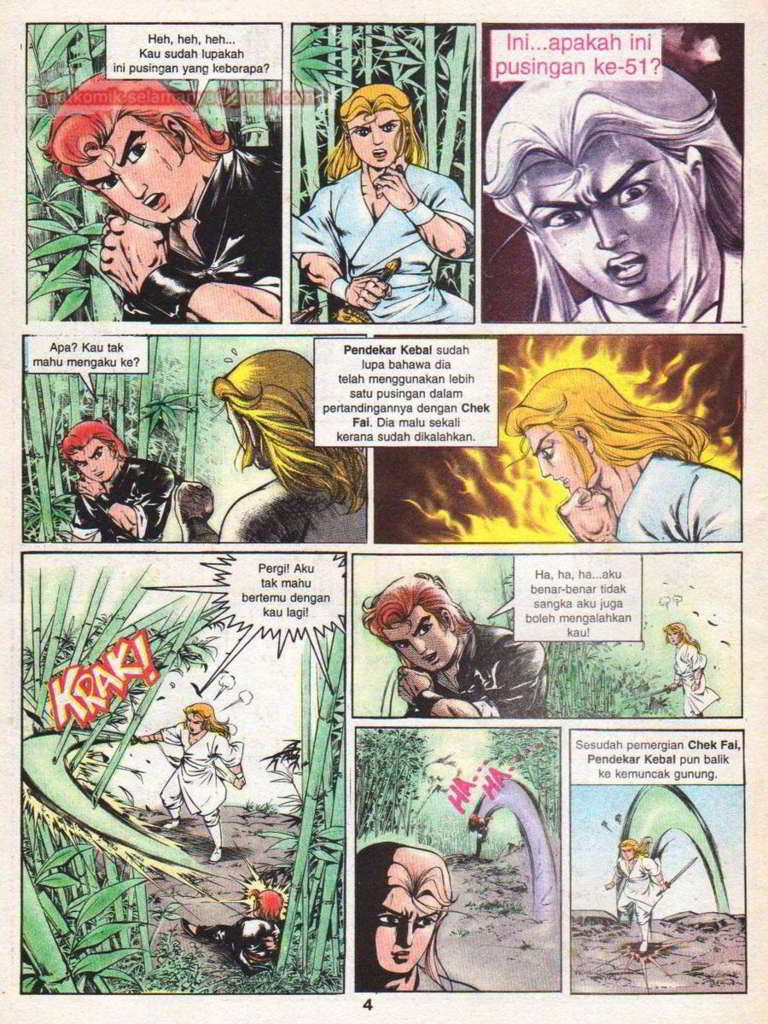 Heh, heh, heh...
Kau sudah lupakah
ini pusingan yang keberapa?
Ini...apakah ini
pusingan ke-51?
Apa? Kau tak
mahu mengaku ke?
Pendekar Kebal sudah
lupa bahawa dia
telah menggunakan lebih
satu pusingan dalam
pertandingannya dengan Chek
Fai. Dia malu sekali
kerana sudah dikalahkan.
Pergi! Aku
tak mahu
bertemu dengan
kau lagi!
KRAK!
Ha, ha, ha...aku
benar-benar tidak
sangka aku juga
boleh mengalahkan
kau!
HA...
HA...
Sesudah pemergian Chek Fai,
Pendekar Kebal pun balik
ke kemuncak gunung.
4